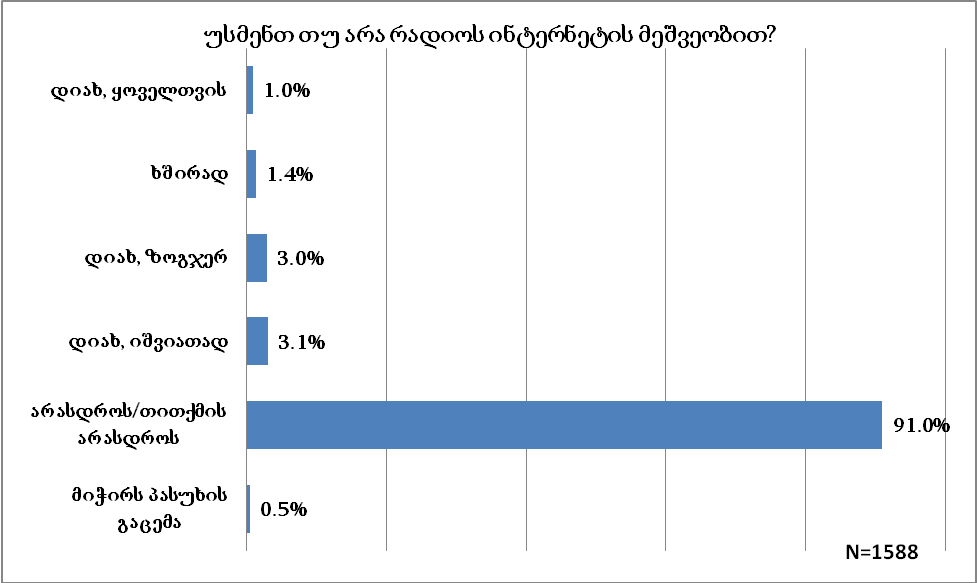 უსმენთ თუ არა რადიოს ინტერნეტის მეშვეობით?
დიახ, ყოველთვის
1.0%
ხშირად
1.4%
დიახ, ზოგჯერ
3.0%
დიახ, იშვიათად
3.1%
არასდროს/თითქმის
არასდროს
91.0%
მიჭირს პასუხის
გაცემა
0.5%
N=1588